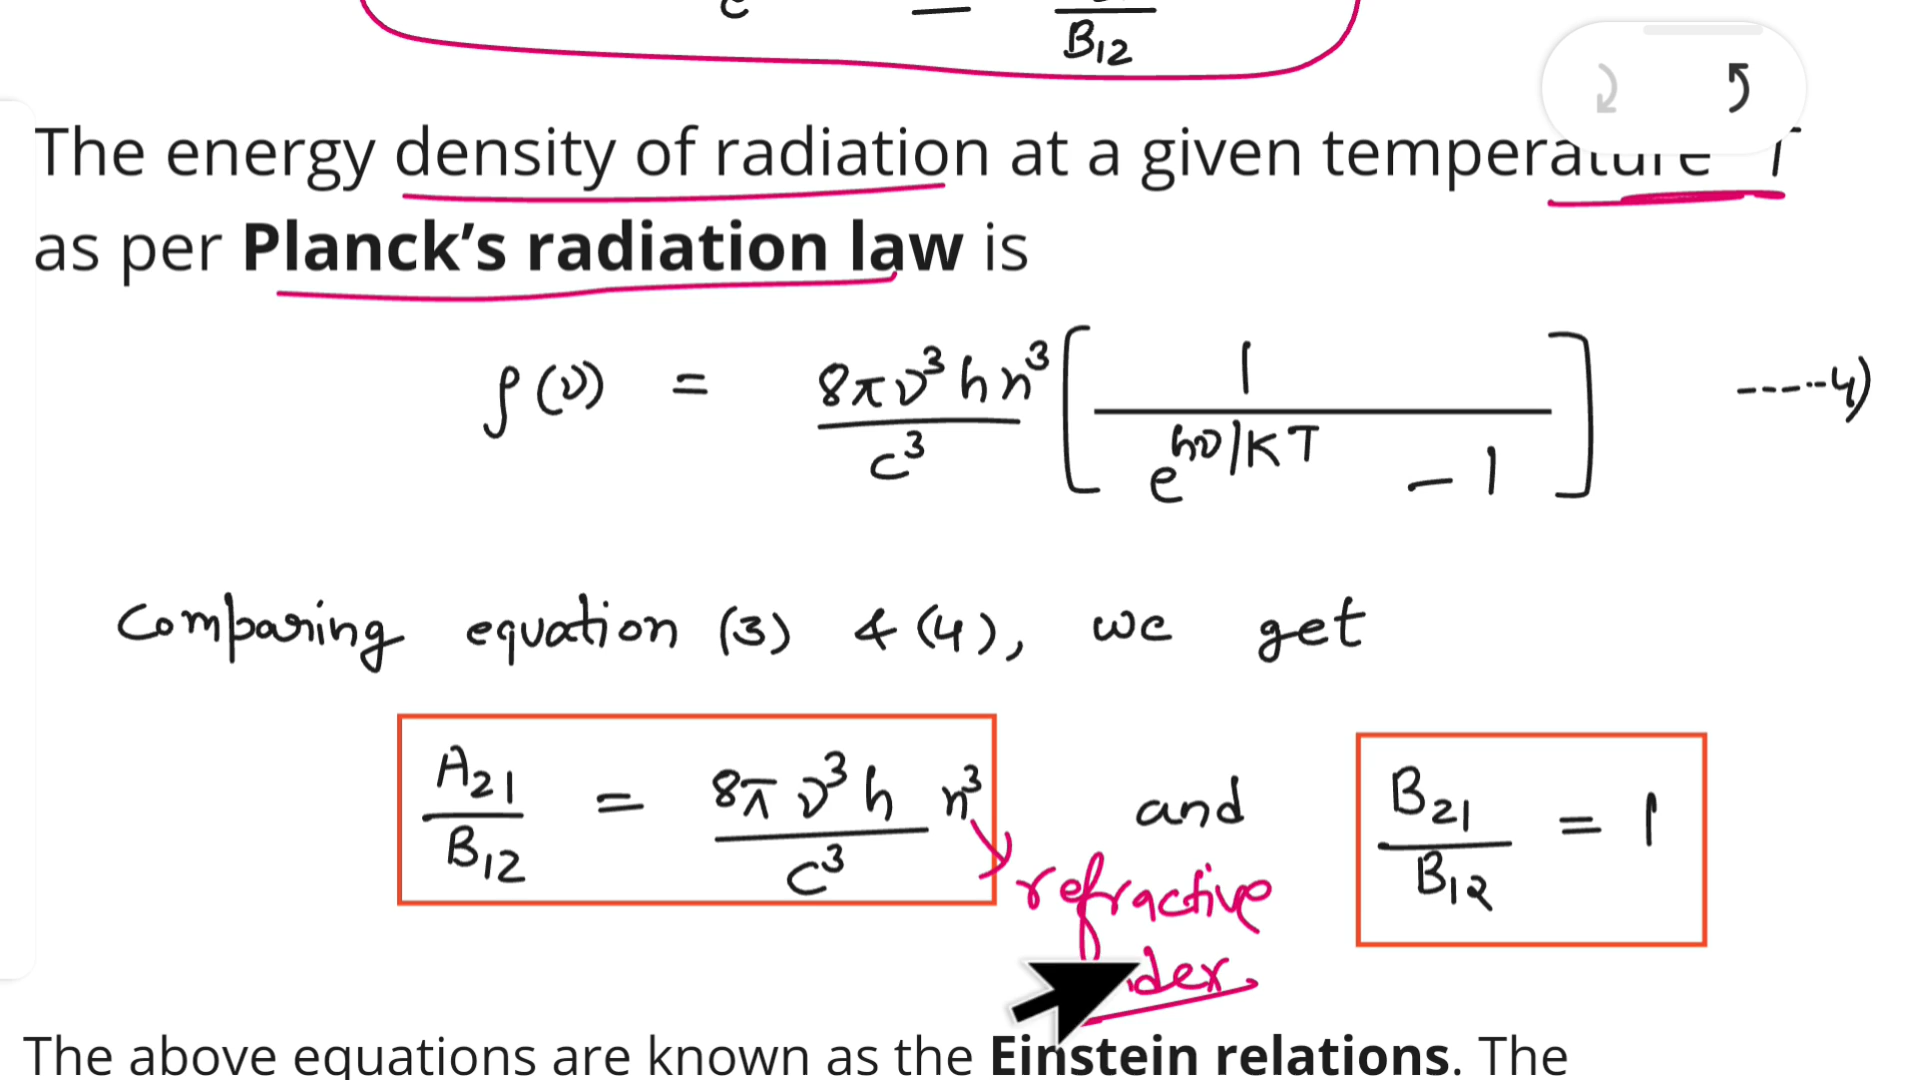 e — B₁₂
The energy density of radiation at a given temperature T
as per Planck’s radiation law is
ρ(ν) = 8πν³hn³/c³ [ 1 / (e^(hν/KT) − 1) ] -----4)
Comparing equation (3) & (4), we get
A₂₁/B₁₂ = 8πν³h n³/c³ and B₂₁/B₁₂ = 1
refractive
The above equations are known as the Einstein relations. The